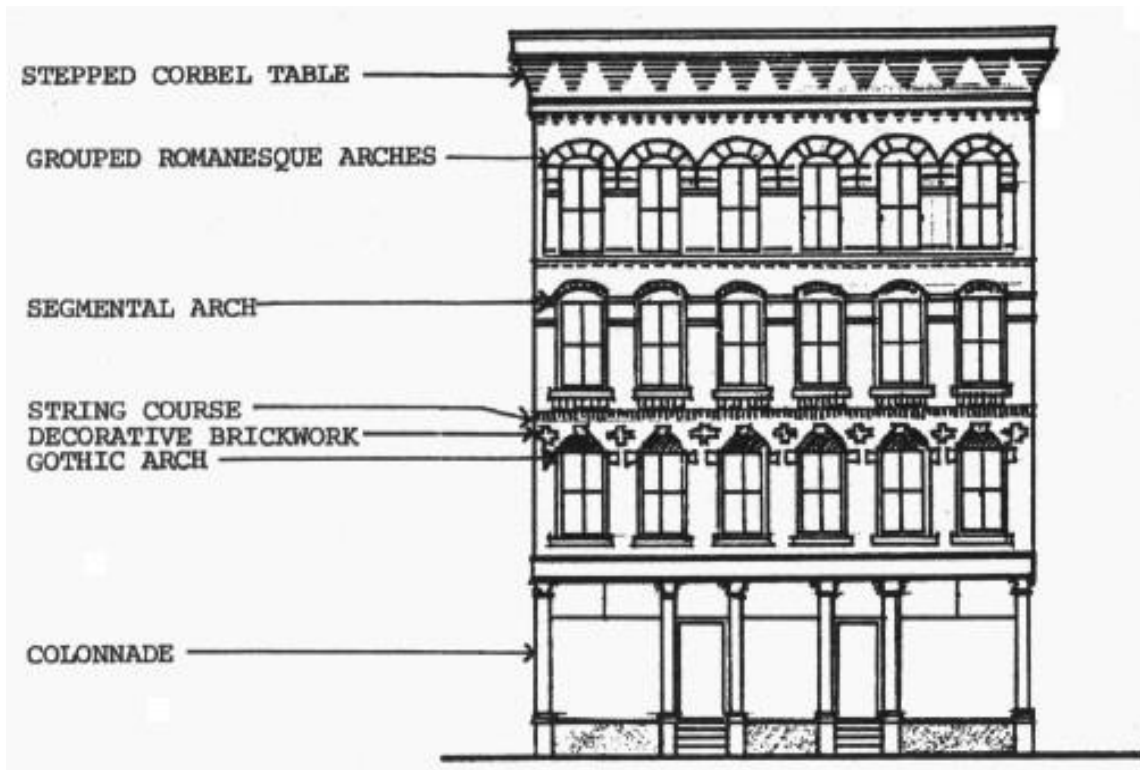 STEPPED CORBEL TABLE
GROUPED ROMANESQUE ARCHES
SEGMENTAL ARCH
STRING COURSE
DECORATIVE BRICKWORK
GOTHIC ARCH
COLONNADE